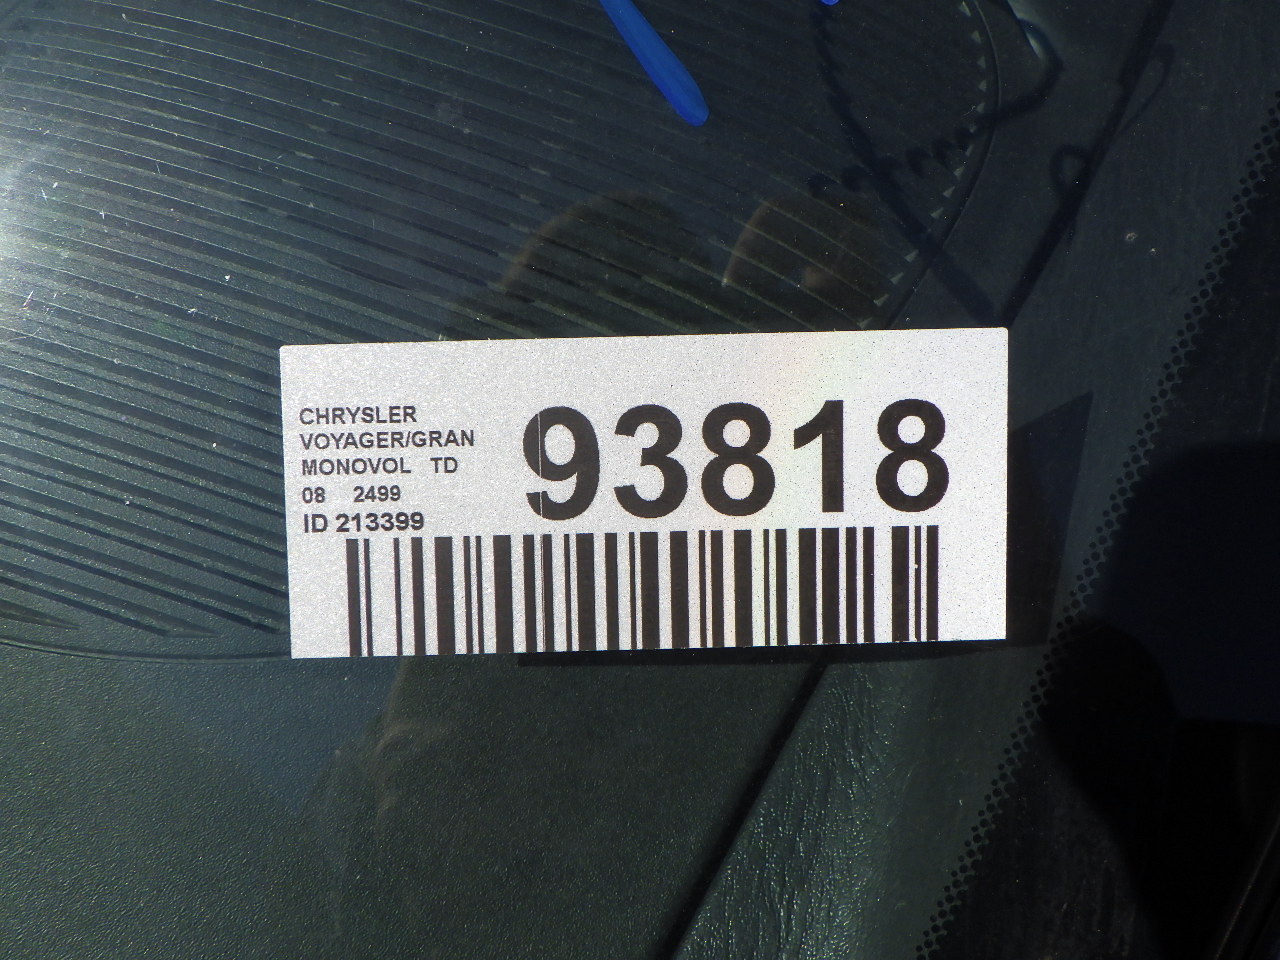 CHRYSLER
VOYAGER/GRAN
MONOVOL TD
08 2499
ID 213399
93818